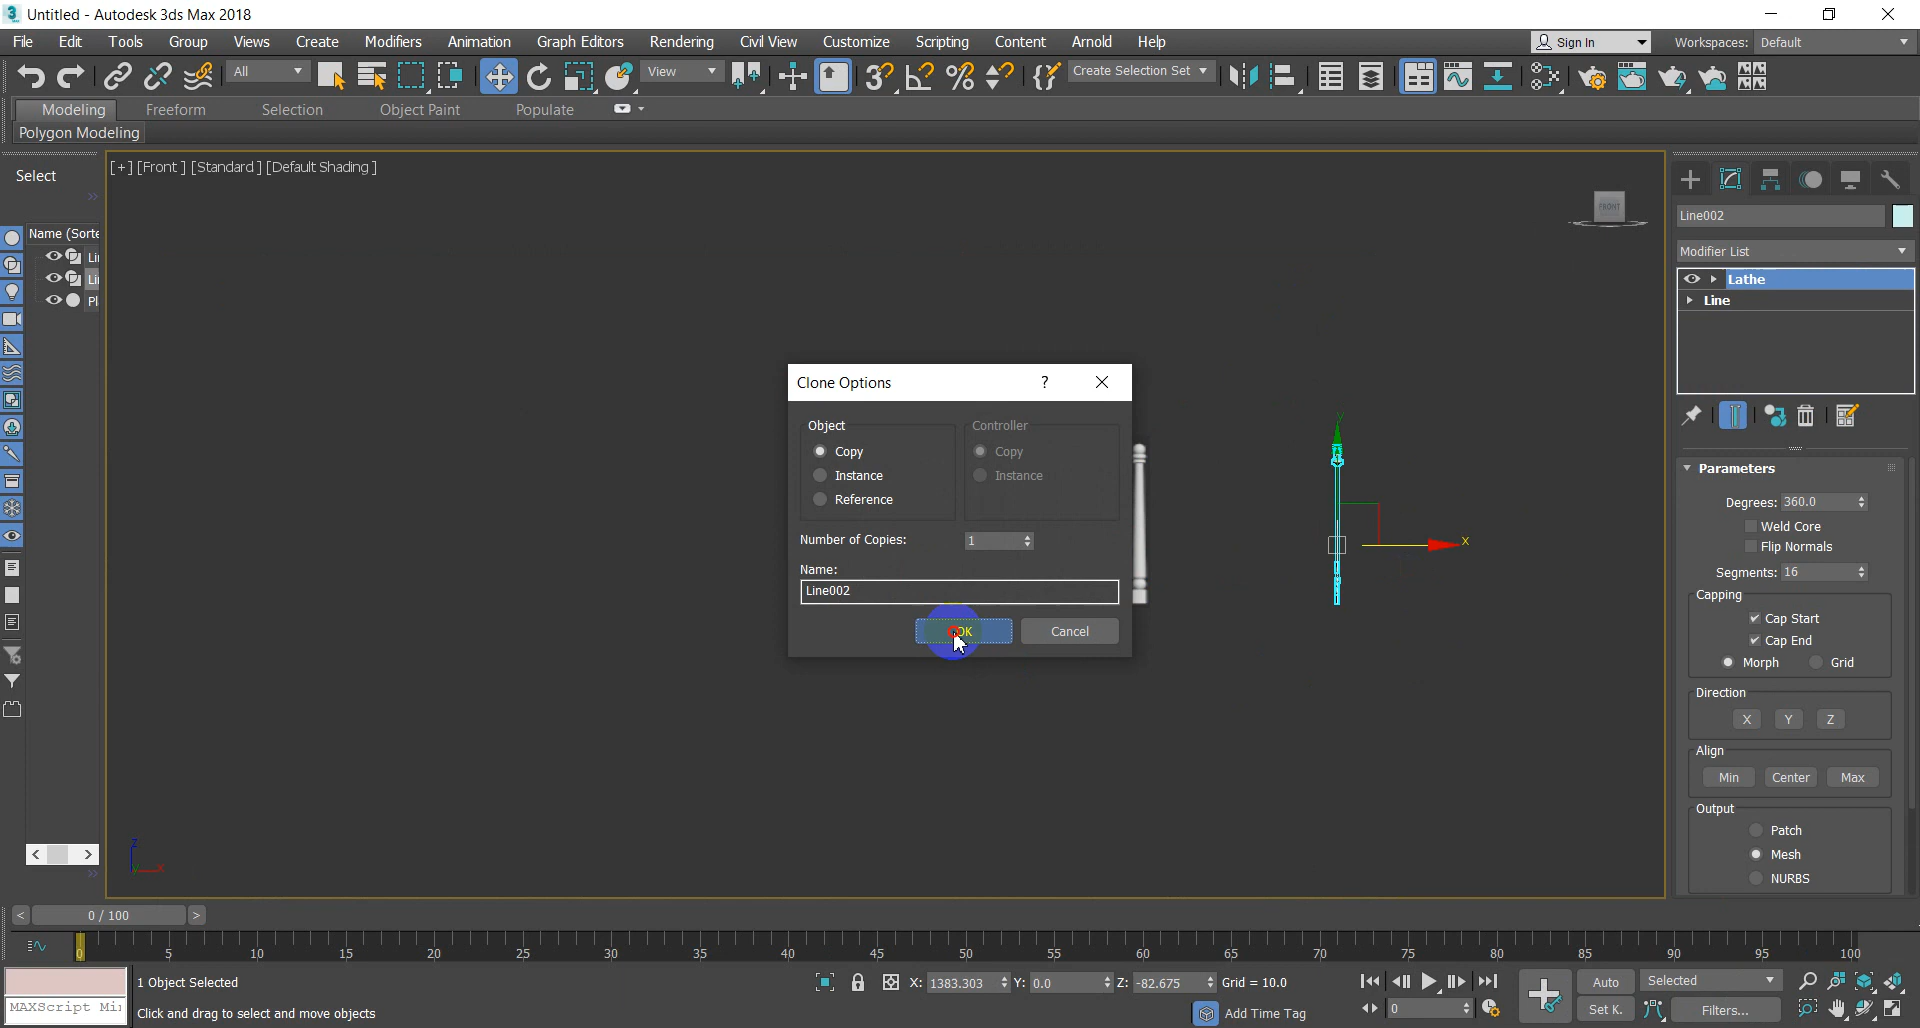 Untitled - Autodesk 3ds Max 2018
File Edit Tools Group Views Create Modifiers Animation Graph Editors Rendering Civil View Customize Scripting Content Arnold Help
Sign In Workspaces: Default
All View Create Selection Set
Modeling Freeform Selection Object Paint Populate
Polygon Modeling
Select
[+] [Front ] [Standard ] [Default Shading ]
FRONT
Name (Sorte
Li
Li
Pl
Clone Options ? ×
Object
Copy
Instance
Reference
Controller
Copy
Instance
Number of Copies: 1
Name:
Line002
OK Cancel
y
x
z
x
Line002
Modifier List
Lathe
Line
Parameters
Degrees: 360.0
Weld Core
Flip Normals
Segments: 16
Capping
Cap Start
Cap End
Morph Grid
Direction
X Y Z
Align
Min Center Max
Output
Patch
Mesh
NURBS
< 0 / 100 >
0 5 10 15 20 25 30 35 40 45 50 55 60 65 70 75 80 85 90 95 100
1 Object Selected
X: 1383.303 Y: 0.0 Z: -82.675 Grid = 10.0
Auto Selected
MAXScript Mi
Click and drag to select and move objects
Add Time Tag
0
Set K. Filters...